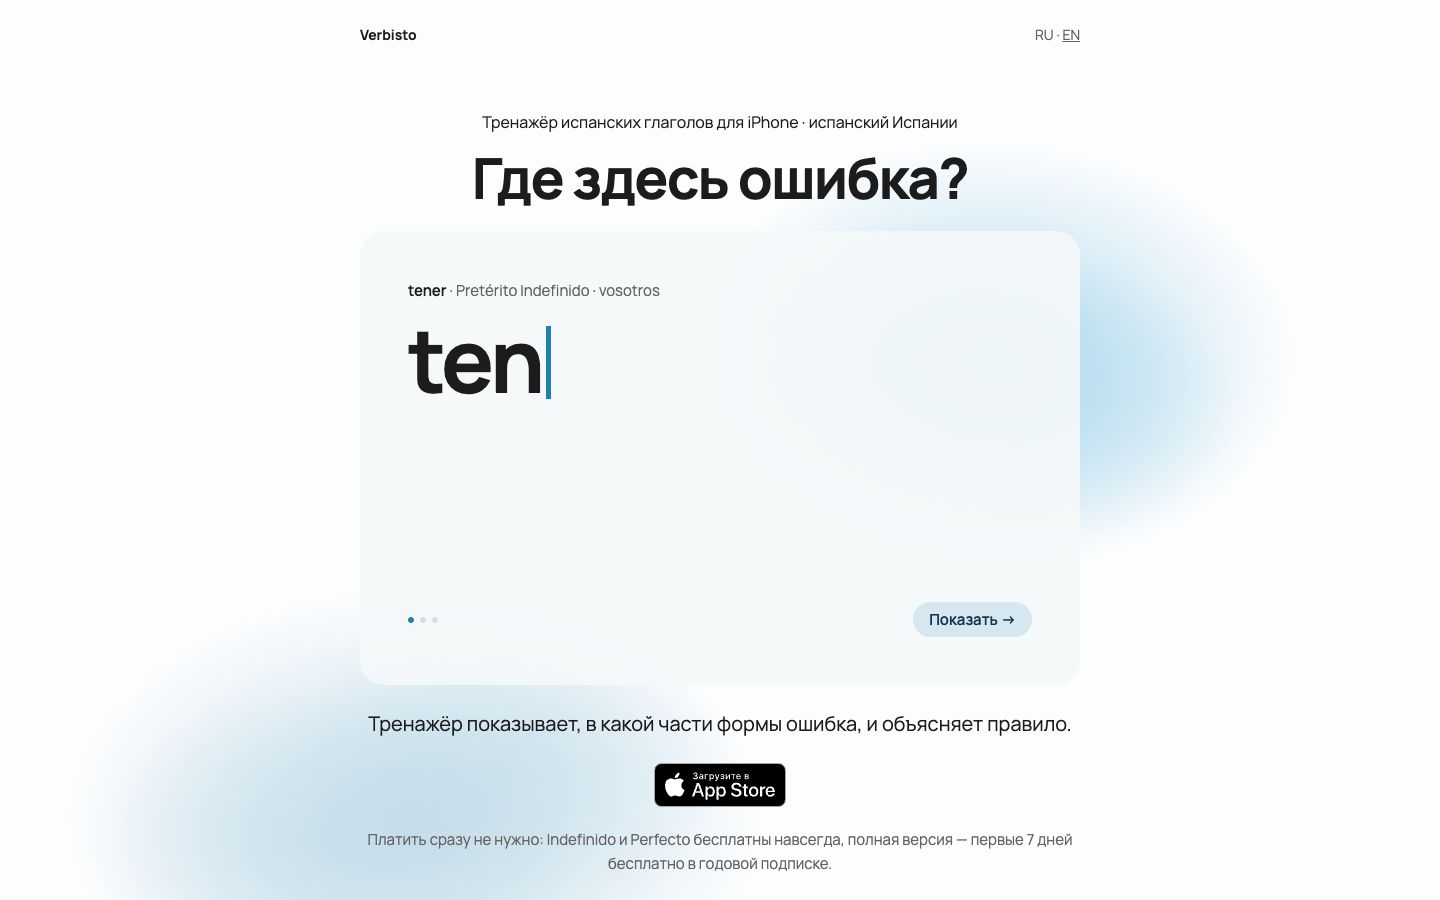 Verbisto
RU · EN
Тренажёр испанских глаголов для iPhone · испанский Испании
Где здесь ошибка?
tener · Pretérito Indefinido · vosotros
ten
Показать →
Тренажёр показывает, в какой части формы ошибка, и объясняет правило.
Загрузите в
App Store
Платить сразу не нужно: Indefinido и Perfecto бесплатны навсегда, полная версия — первые 7 дней
бесплатно в годовой подписке.